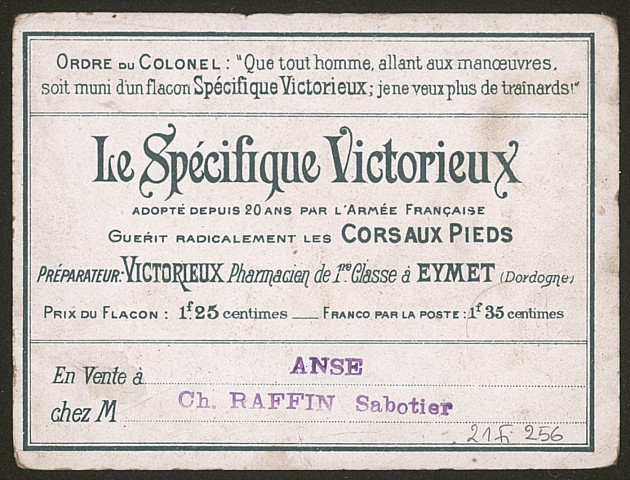 ORDRE DU COLONEL : "Que tout homme, allant aux manœuvres,
soit muni d'un flacon Spécifique Victorieux; je ne veux plus de traînards!"
Le Spécifique Victorieux
ADOPTÉ DEPUIS 20 ANS PAR L'ARMÉE FRANÇAISE
GUÉRIT RADICALEMENT LES CORS AUX PIEDS
PRÉPARATEUR: VICTORIEUX Pharmacien de 1re Classe à EYMET (Dordogne)
PRIX DU FLACON : 1f.25 centimes — FRANCO PAR LA POSTE : 1f 35 centimes
En Vente à ANSE
chez M Ch. RAFFIN Sabotier
21 Fi 256